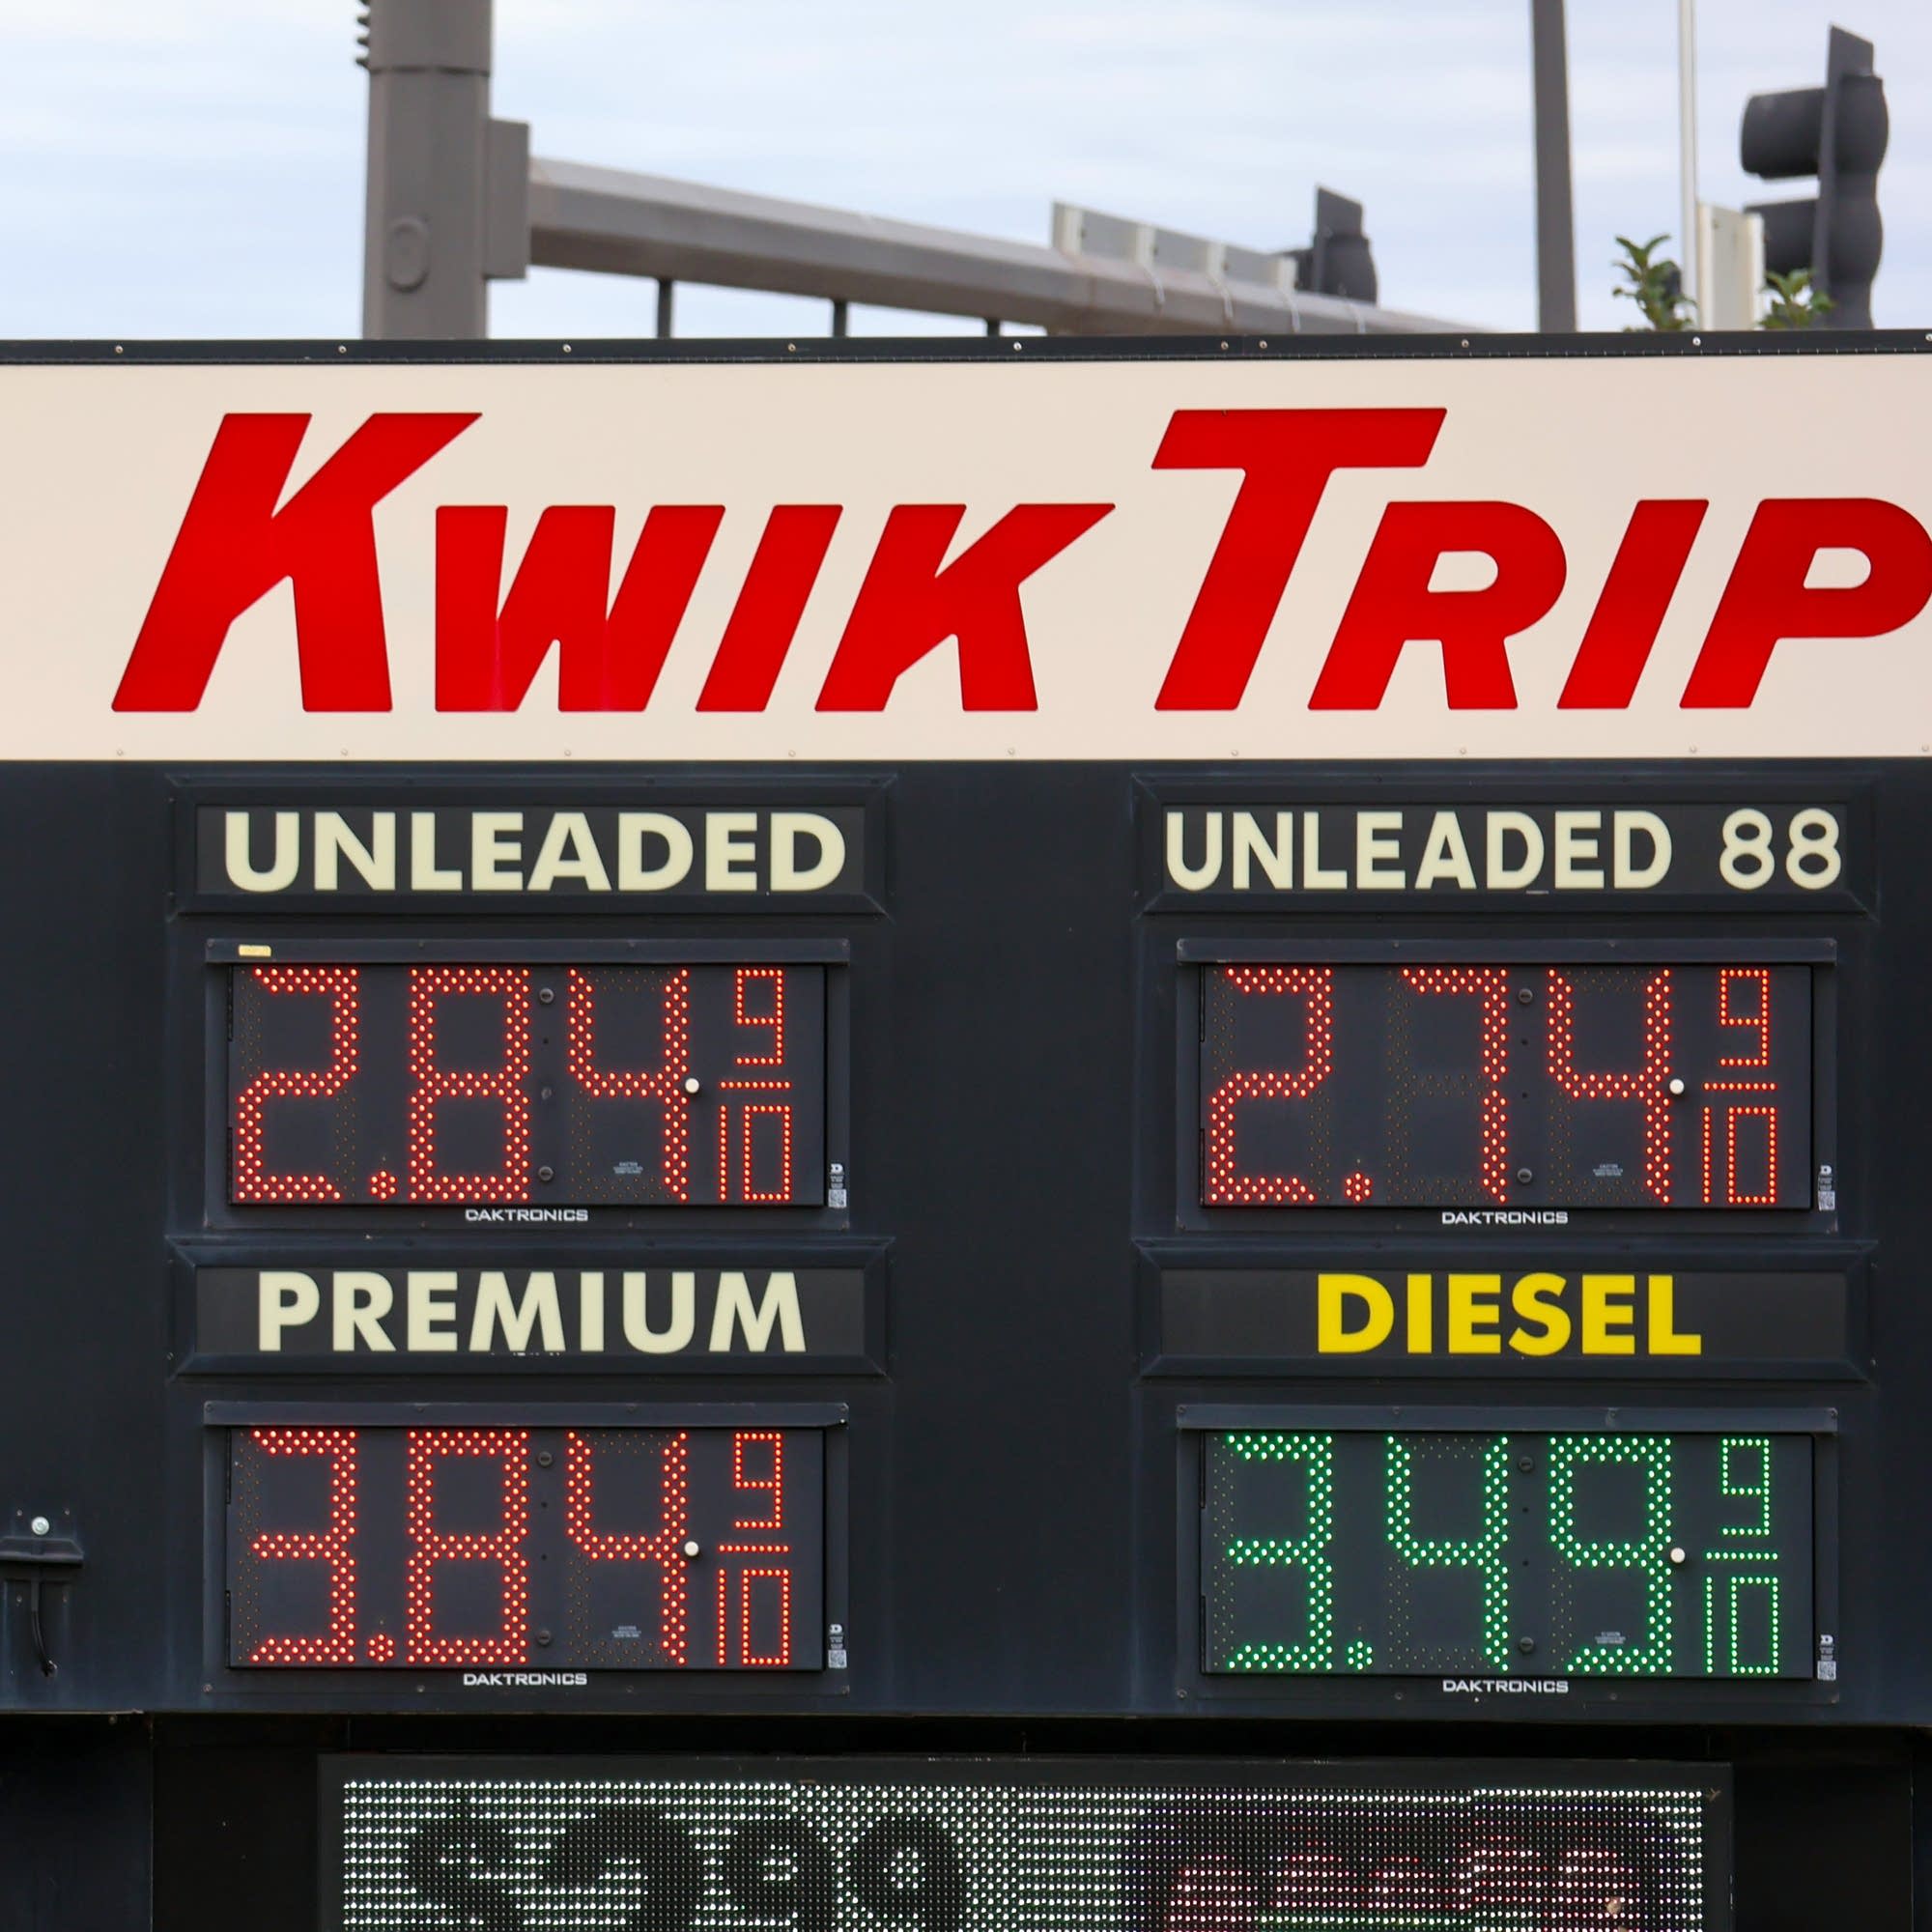 KWIK TRIP
UNLEADED
UNLEADED 88
2.84 9/10
2.74 9/10
DAKTRONICS
DAKTRONICS
PREMIUM
DIESEL
3.84 9/10
3.49 9/10
DAKTRONICS
DAKTRONICS